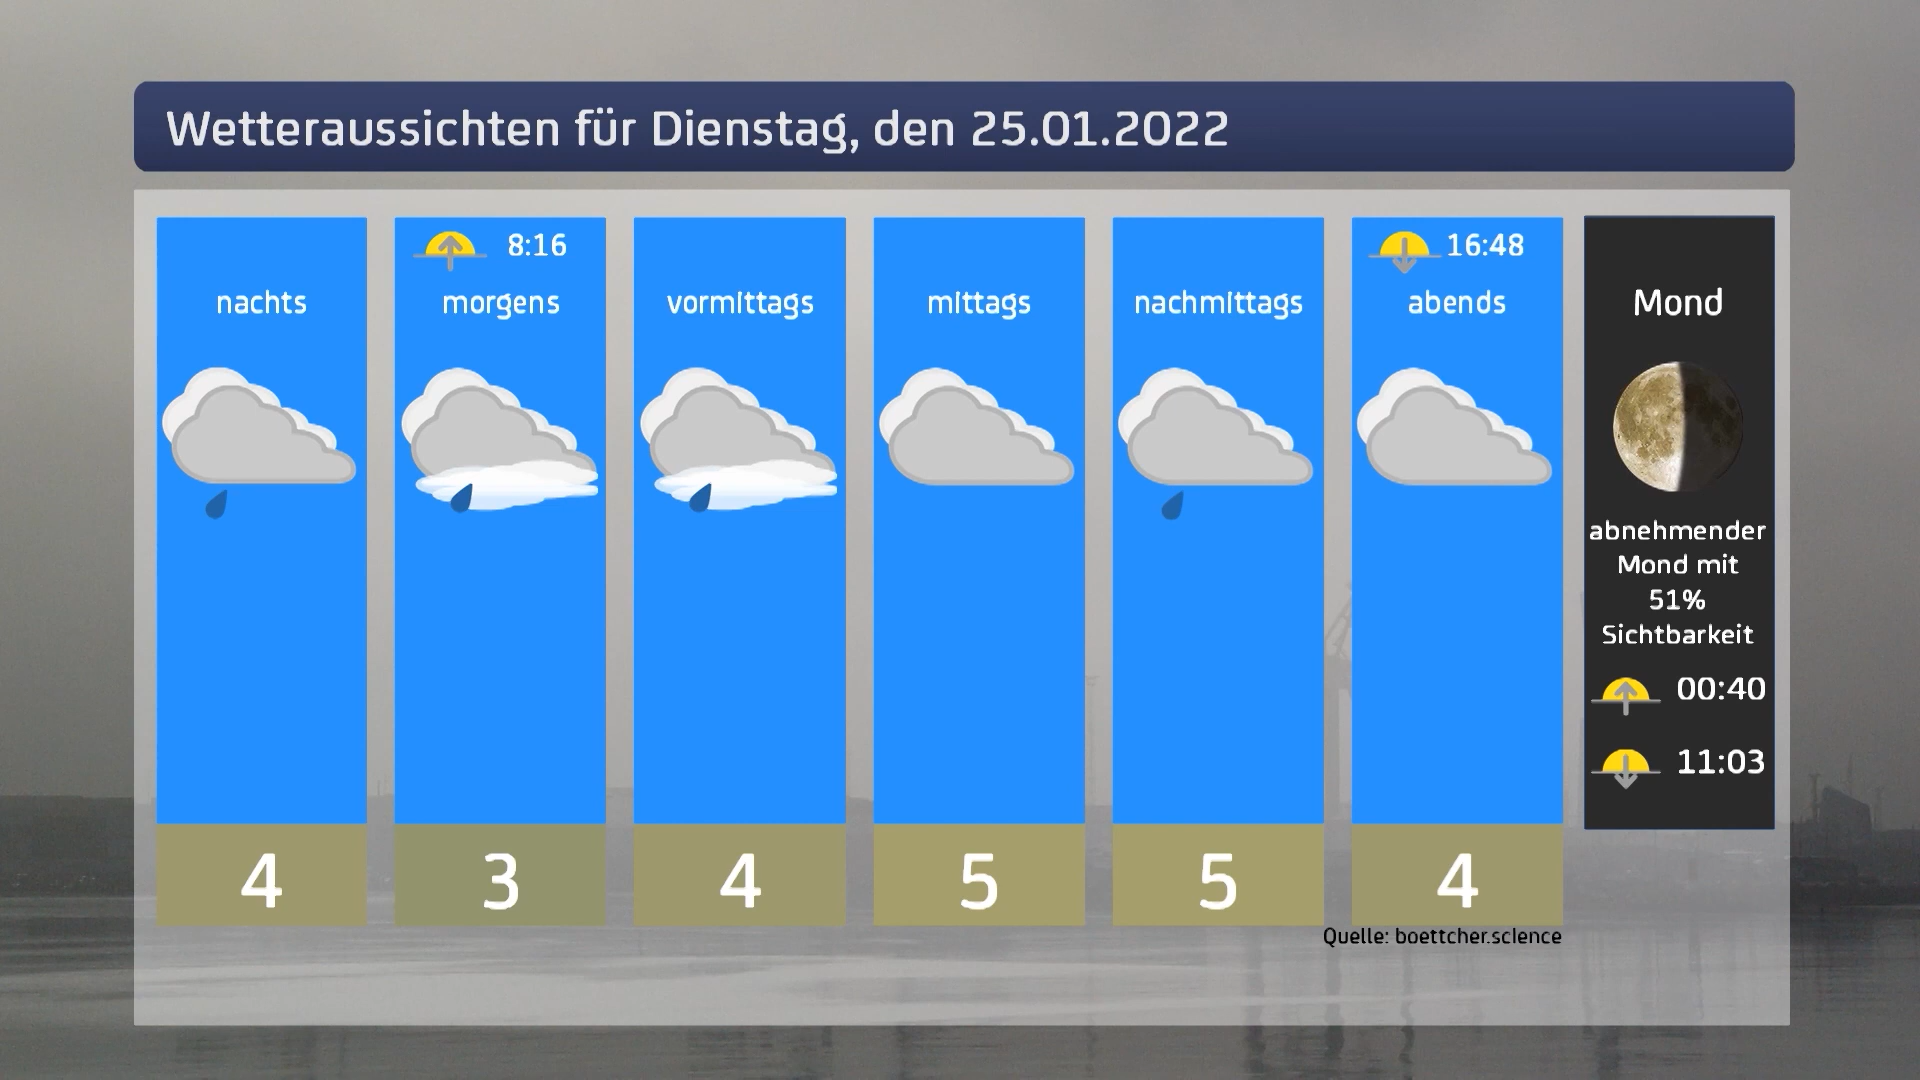 Wetteraussichten für Dienstag, den 25.01.2022
8:16
16:48
nachts
morgens
vormittags
mittags
nachmittags
abends
Mond
abnehmender
Mond mit
51%
Sichtbarkeit
00:40
11:03
4
3
4
5
5
4
Quelle: boettcher.science